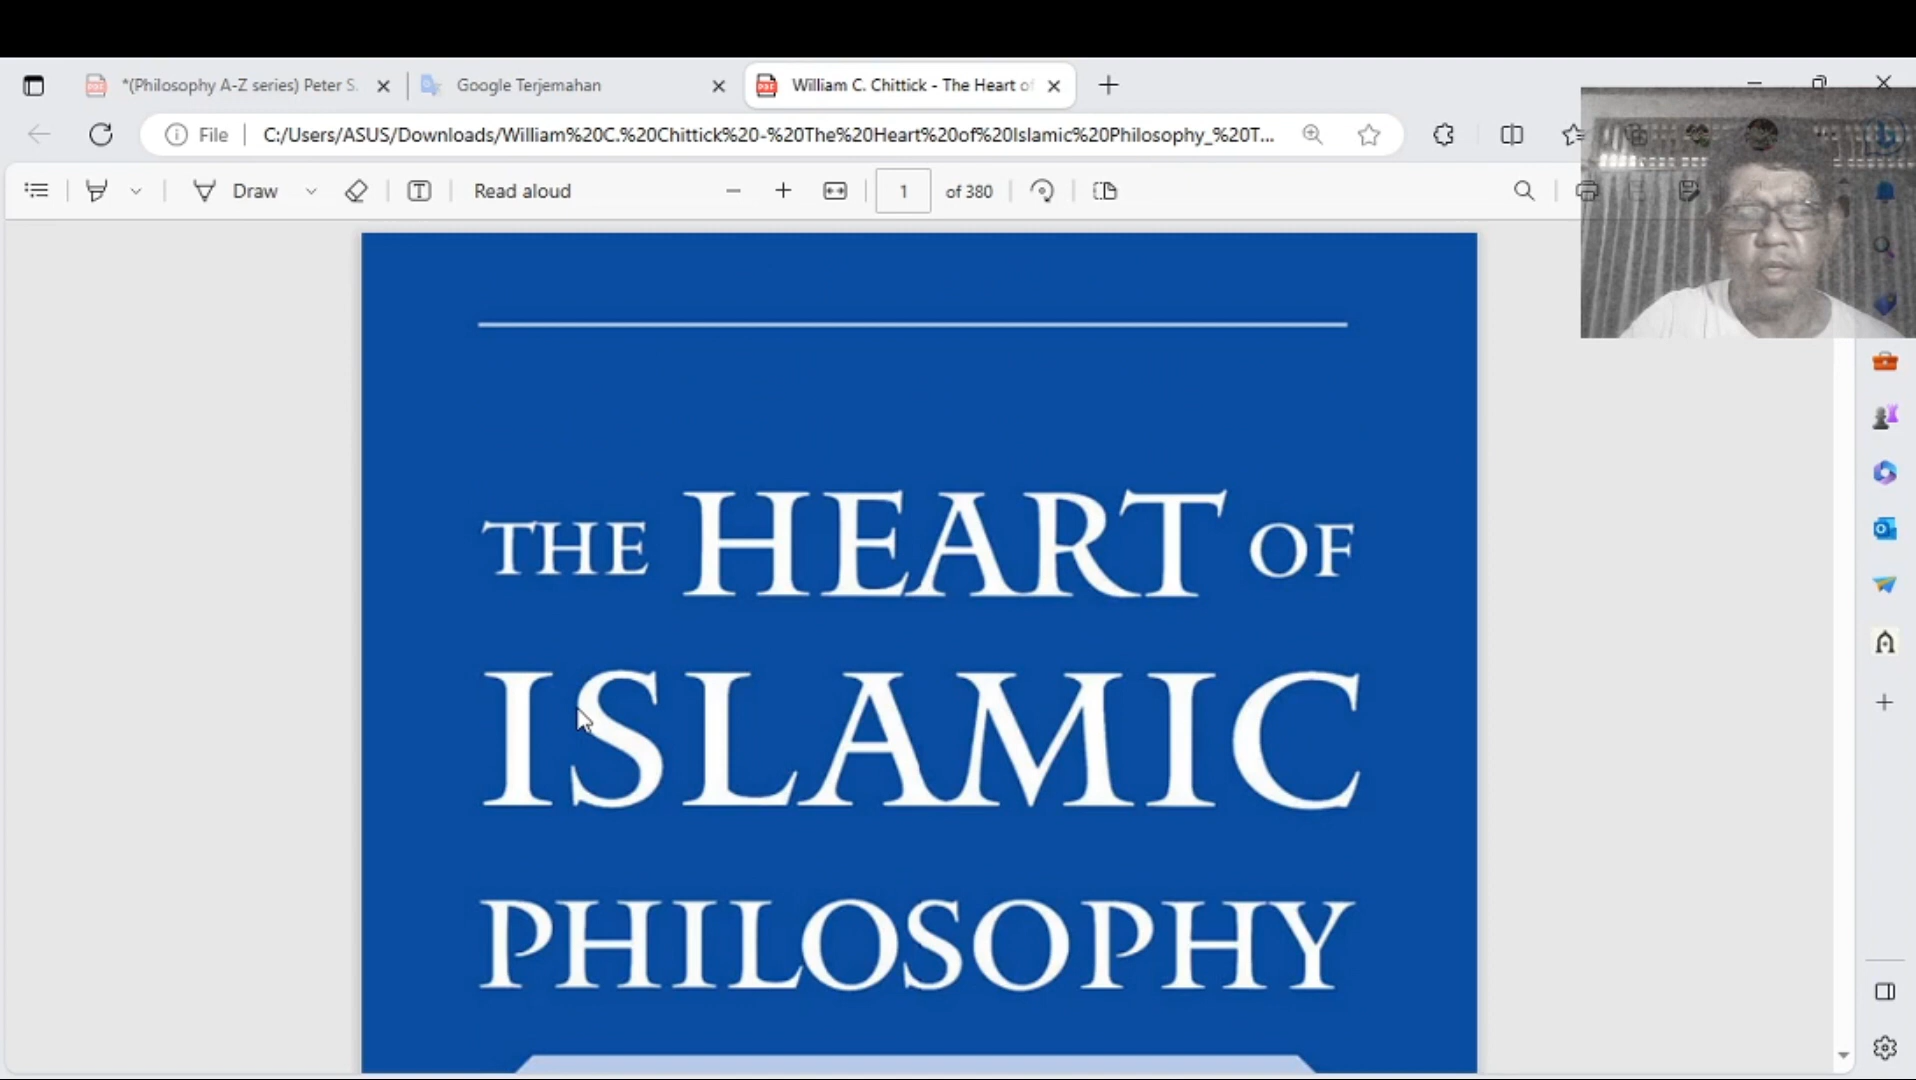 *(Philosophy A-Z series) Peter S.
Google Terjemahan
William C. Chittick - The Heart of
File
C:/Users/ASUS/Downloads/William%20C.%20Chittick%20-%20The%20Heart%20of%20Islamic%20Philosophy_%20T...
Draw
Read aloud
1
of 380
THE HEART OF
ISLAMIC
PHILOSOPHY